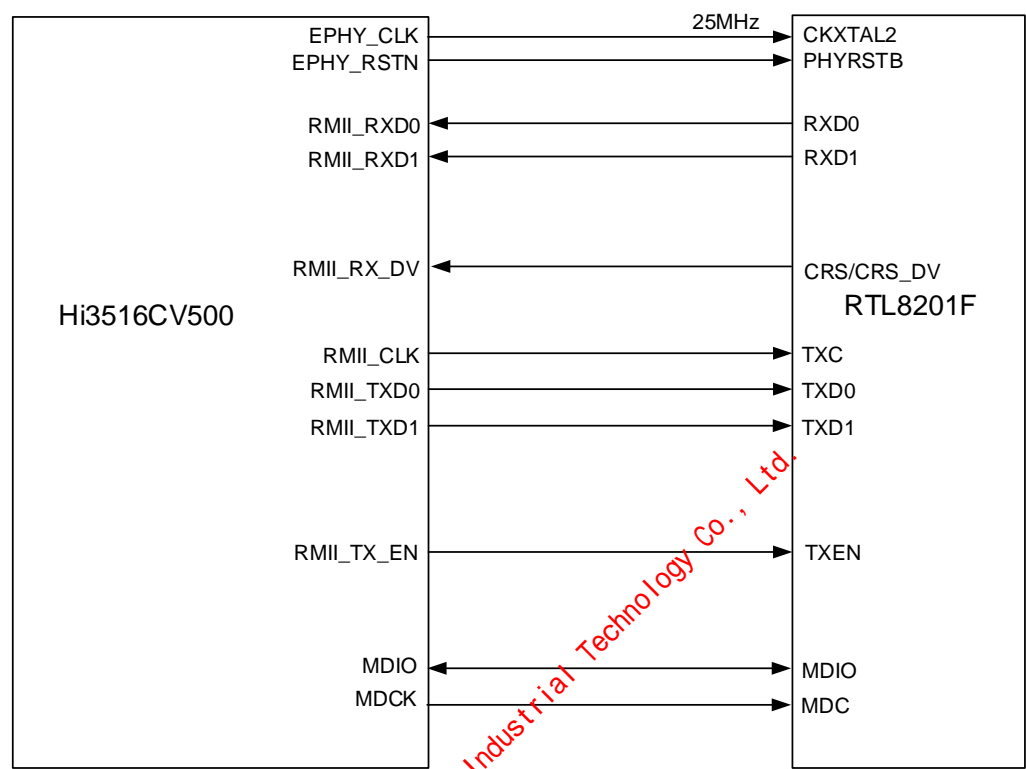 25MHz
EPHY_CLK CKXTAL2
EPHY_RSTN PHYRSTB
RMII_RXD0 RXD0
RMII_RXD1 RXD1
RMII_RX_DV CRS/CRS_DV
Hi3516CV500 RTL8201F
RMII_CLK TXC
RMII_TXD0 TXD0
RMII_TXD1 TXD1
RMII_TX_EN TXEN
MDIO MDIO
MDCK MDC
Industrial Technology Co., Ltd.